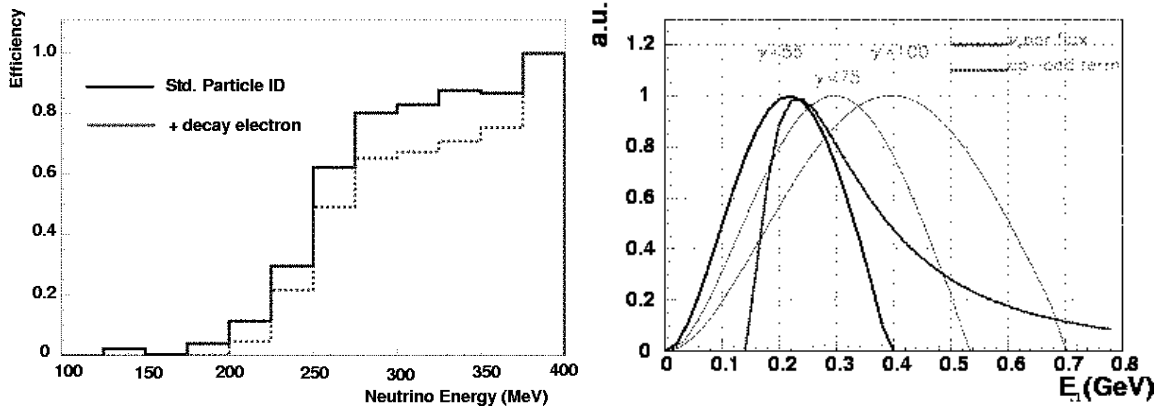 Efficiency
1.0
0.8
0.6
0.4
0.2
0
Std. Particle ID
+ decay electron
100 150 200 250 300 350 400
Neutrino Energy (MeV)
a.u.
1.2
1
0.8
0.6
0.4
0.2
0
flux
term
γ=100
0 0.1 0.2 0.3 0.4 0.5 0.6 0.7 0.8
(GeV)